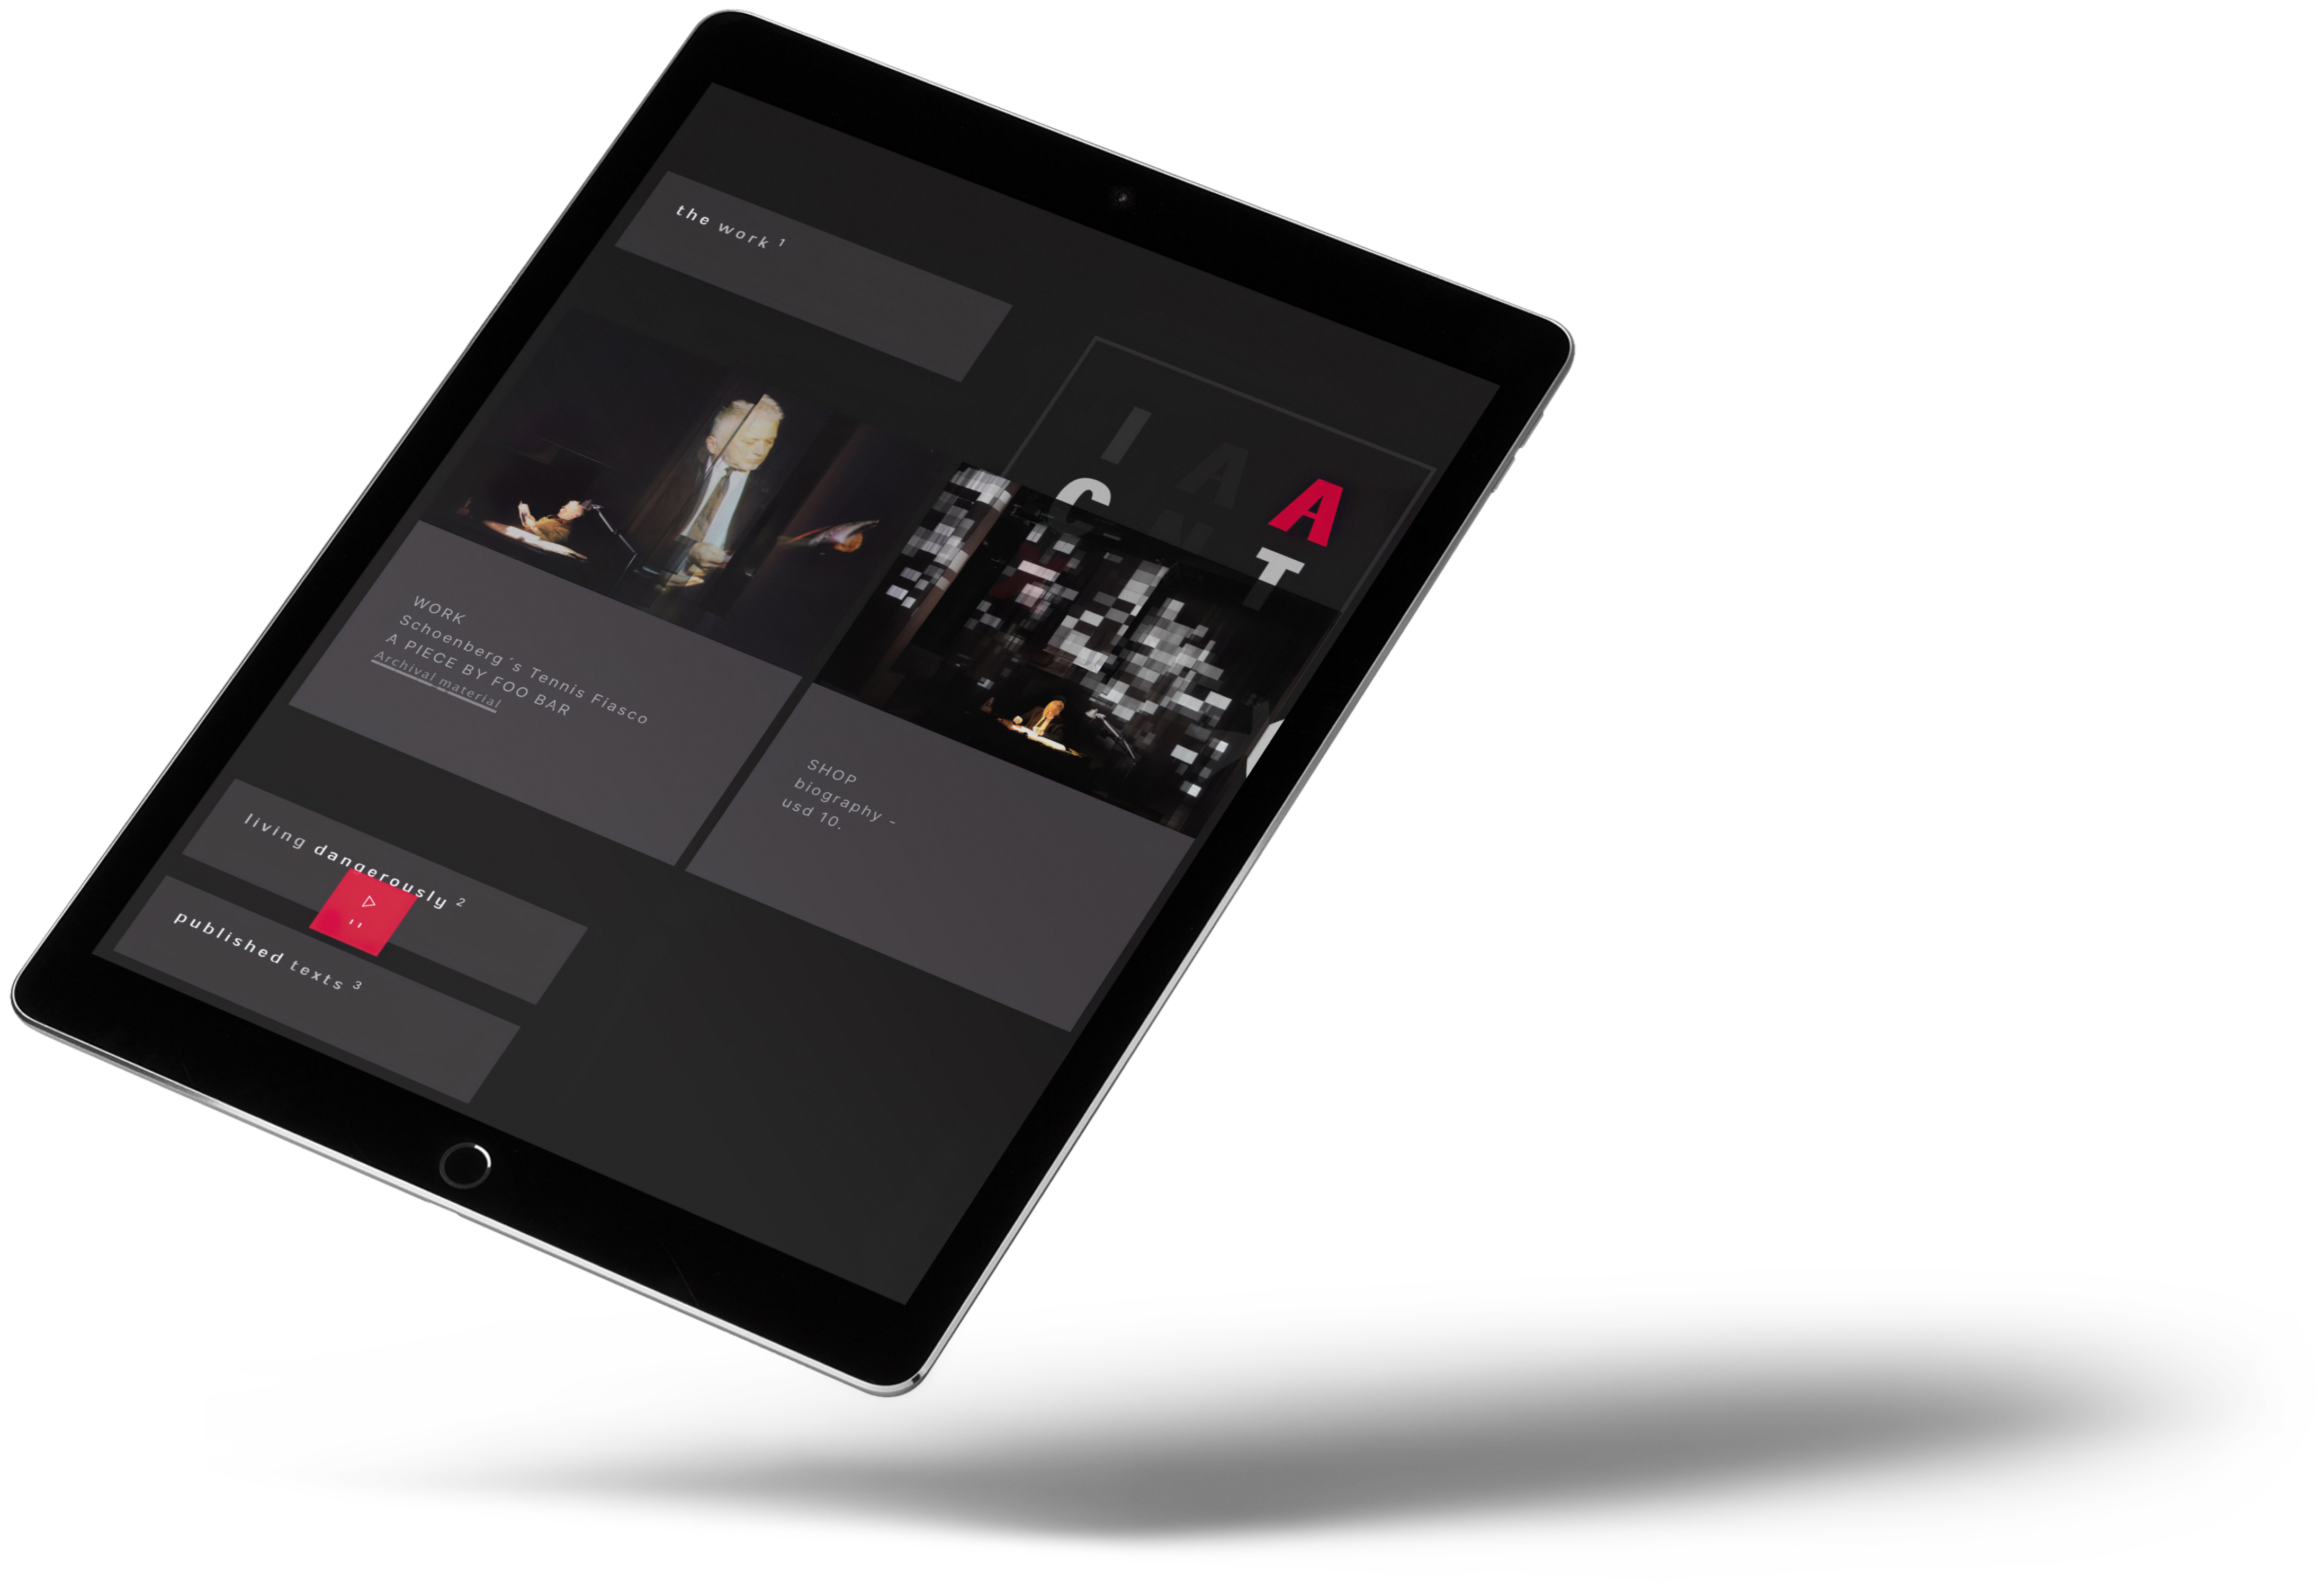 the work 1
I A A
C N T
WORK
Schoenberg´s Tennis Fiasco
A PIECE BY FOO BAR
Archival material
SHOP
biography -
usd 10.
living dangerously 2
published texts 3